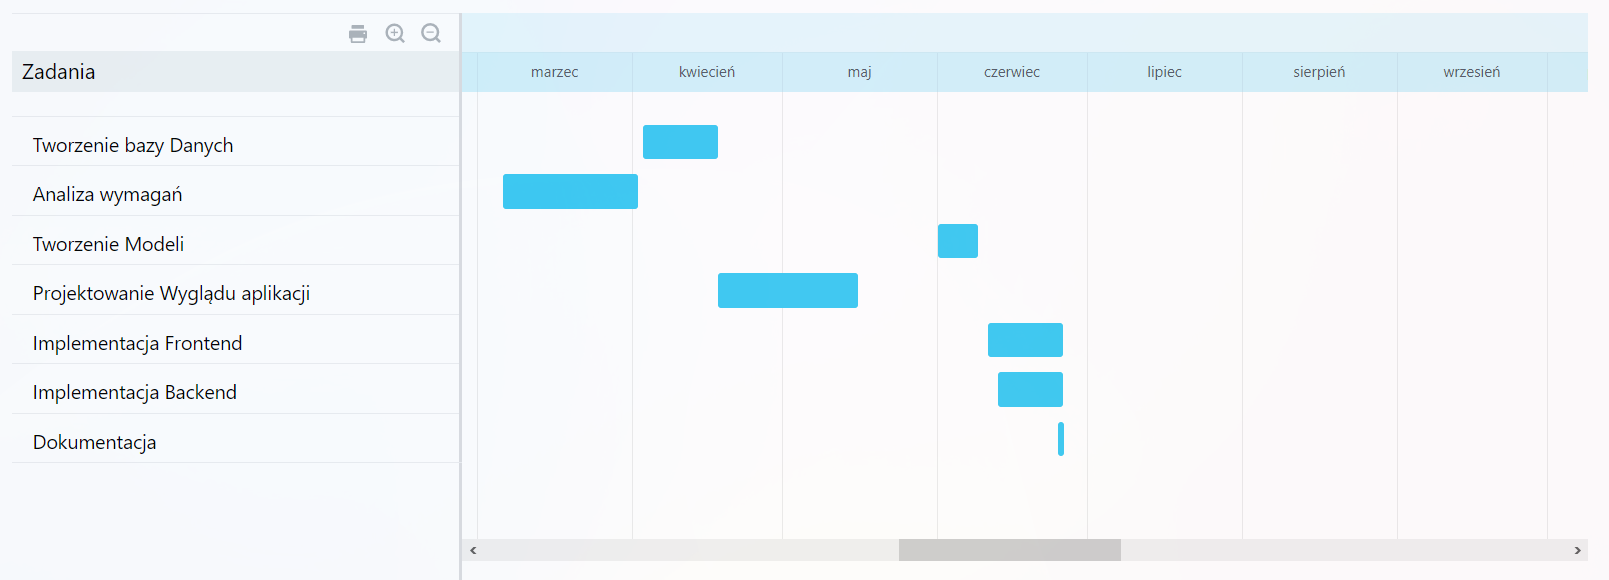 Zadania
marzec kwiecień maj czerwiec lipiec sierpień wrzesień
Tworzenie bazy Danych
Analiza wymagań
Tworzenie Modeli
Projektowanie Wyglądu aplikacji
Implementacja Frontend
Implementacja Backend
Dokumentacja